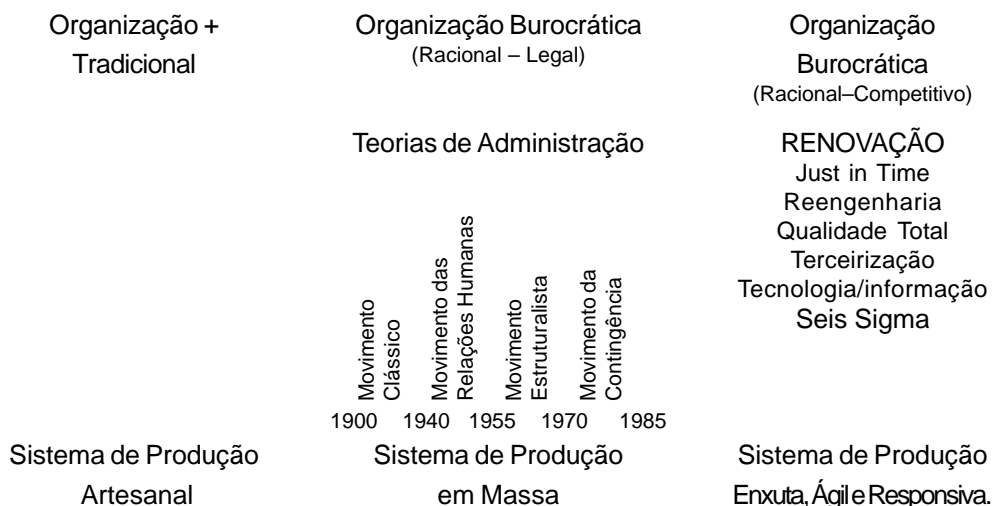 Organização +
Tradicional
Organização Burocrática
(Racional – Legal)
Organização
Burocrática
(Racional–Competitivo)
Teorias de Administração
RENOVAÇÃO
Just in Time
Reengenharia
Qualidade Total
Terceirização
Tecnologia/informação
Seis Sigma
Movimento
Clássico
Movimento das
Relações Humanas
Movimento
Estruturalista
Movimento da
Contingência
1900 1940 1955 1970 1985
Sistema de Produção
Artesanal
Sistema de Produção
em Massa
Sistema de Produção
Enxuta, Ágil e Responsiva.